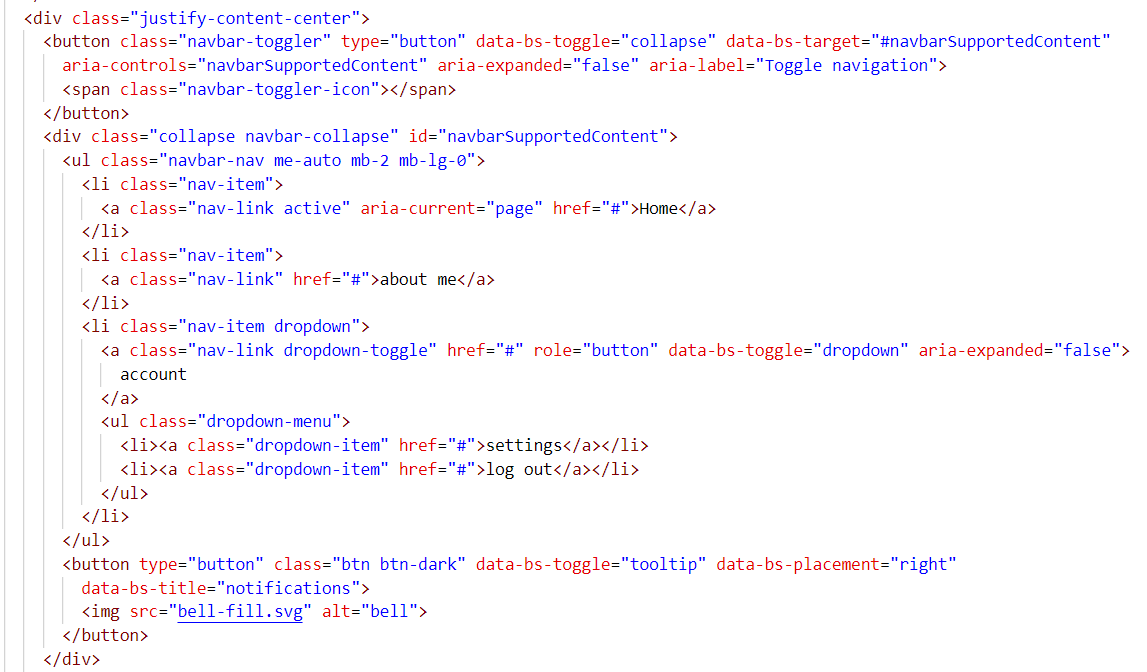 <div class="justify-content-center">
<button class="navbar-toggler" type="button" data-bs-toggle="collapse" data-bs-target="#navbarSupportedContent"
aria-controls="navbarSupportedContent" aria-expanded="false" aria-label="Toggle navigation">
<span class="navbar-toggler-icon"></span>
</button>
<div class="collapse navbar-collapse" id="navbarSupportedContent">
<ul class="navbar-nav me-auto mb-2 mb-lg-0">
<li class="nav-item">
<a class="nav-link active" aria-current="page" href="#">Home</a>
</li>
<li class="nav-item">
<a class="nav-link" href="#">about me</a>
</li>
<li class="nav-item dropdown">
<a class="nav-link dropdown-toggle" href="#" role="button" data-bs-toggle="dropdown" aria-expanded="false">
account
</a>
<ul class="dropdown-menu">
<li><a class="dropdown-item" href="#">settings</a></li>
<li><a class="dropdown-item" href="#">log out</a></li>
</ul>
</li>
</ul>
<button type="button" class="btn btn-dark" data-bs-toggle="tooltip" data-bs-placement="right"
data-bs-title="notifications">
<img src="bell-fill.svg" alt="bell">
</button>
</div>